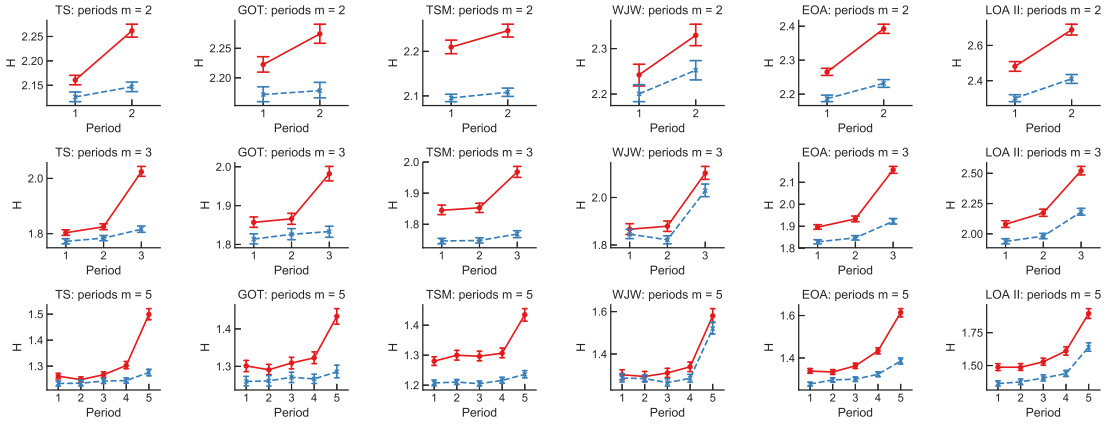 TS: periods m = 2
GOT: periods m = 2
TSM: periods m = 2
WJW: periods m = 2
EOA: periods m = 2
LOA II: periods m = 2
H
2.25
2.20
2.15
1
2
Period
H
2.25
2.20
1
2
Period
H
2.2
2.1
1
2
Period
H
2.3
2.2
1
2
Period
H
2.4
2.3
2.2
1
2
Period
H
2.6
2.4
1
2
Period
TS: periods m = 3
GOT: periods m = 3
TSM: periods m = 3
WJW: periods m = 3
EOA: periods m = 3
LOA II: periods m = 3
H
2.0
1.8
1
2
3
Period
H
2.0
1.9
1.8
1
2
3
Period
H
2.0
1.9
1.8
1
2
3
Period
H
2.0
1.8
1
2
3
Period
H
2.1
2.0
1.9
1.8
1
2
3
Period
H
2.50
2.25
2.00
1
2
3
Period
TS: periods m = 5
GOT: periods m = 5
TSM: periods m = 5
WJW: periods m = 5
EOA: periods m = 5
LOA II: periods m = 5
H
1.5
1.4
1.3
1
2
3
4
5
Period
H
1.4
1.3
1
2
3
4
5
Period
H
1.4
1.3
1.2
1
2
3
4
5
Period
H
1.6
1.4
1
2
3
4
5
Period
H
1.6
1.4
1
2
3
4
5
Period
H
1.75
1.50
1
2
3
4
5
Period